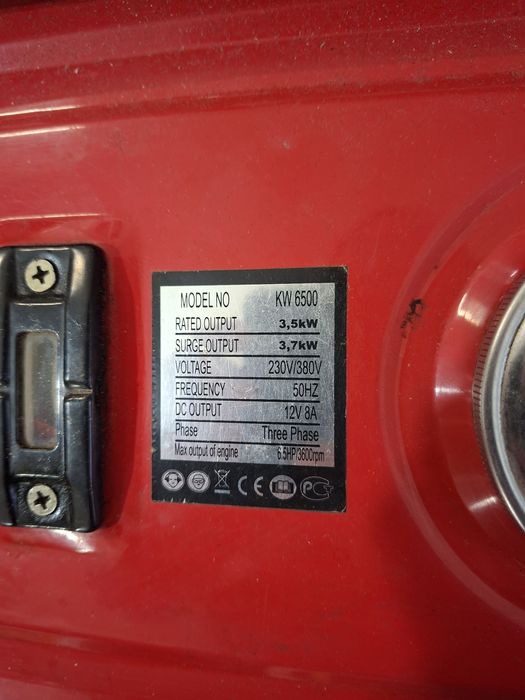 MODEL NO KW 6500
RATED OUTPUT 3,5kW
SURGE OUTPUT 3,7kW
VOLTAGE 230V/380V
FREQUENCY 50HZ
DC OUTPUT 12V 8A
Phase Three Phase
Max output of engine 6.5HP/3600rpm
CE